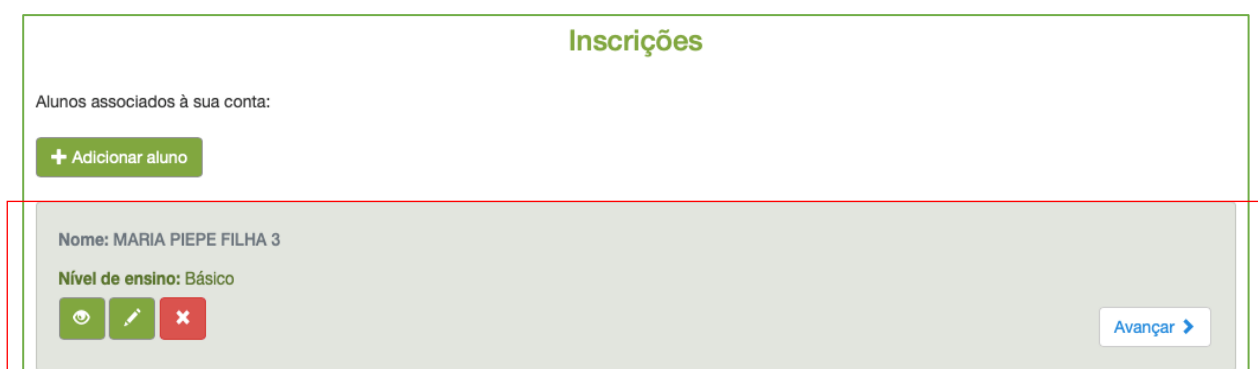 Inscrições
Alunos associados à sua conta:
Adicionar aluno
Nome: MARIA PIEPE FILHA 3
Nível de ensino: Básico
Avançar